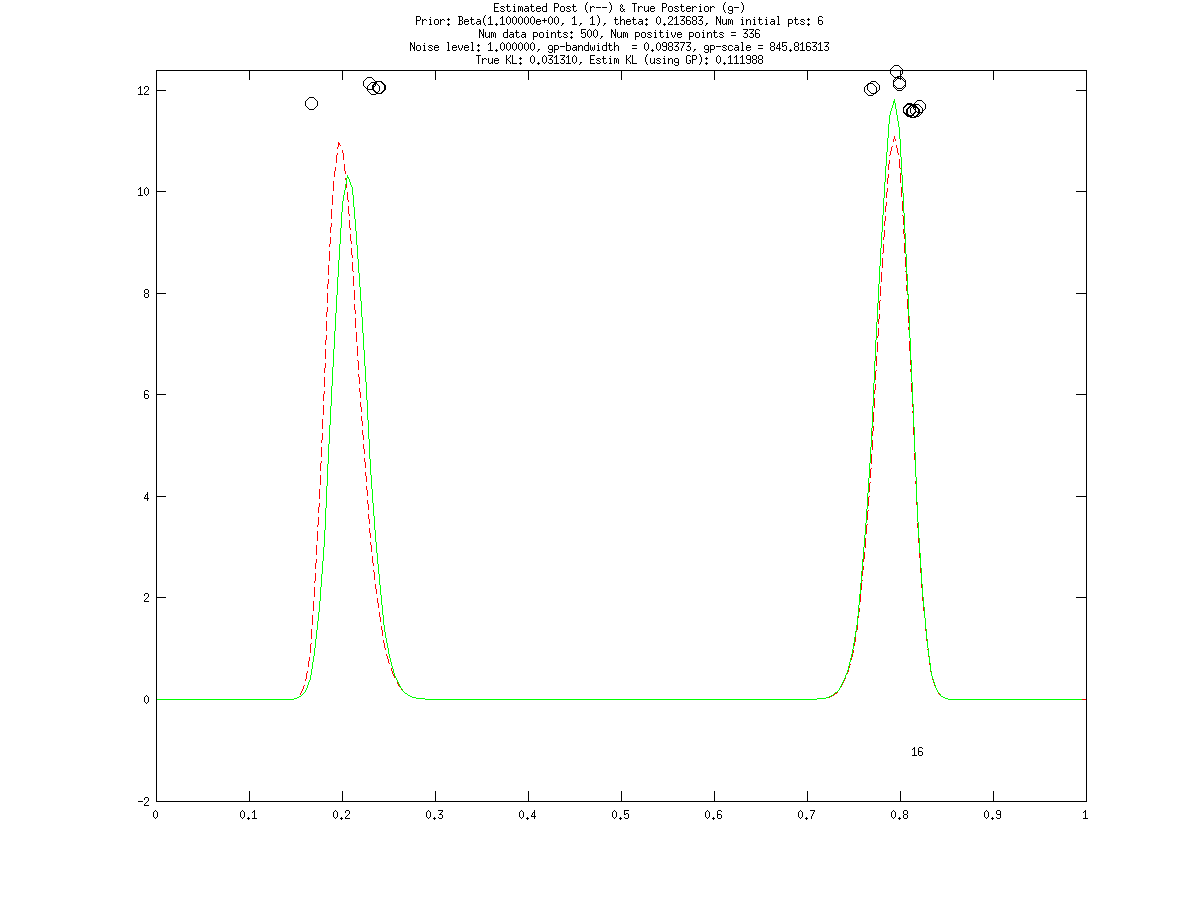 Estimated Post (r--) & True Posterior (g-)
Prior: Beta(1.100000e+00, 1, 1), theta: 0.213683, Num initial pts: 6
Num data points: 500, Num positive points = 336
Noise level: 1.000000, gp-bandwidth  = 0.098373, gp-scale = 845.816313
True KL: 0.031310, Estim KL (using GP): 0.111988
12
10
8
6
4
2
0
16
-2
0 0.1 0.2 0.3 0.4 0.5 0.6 0.7 0.8 0.9 1